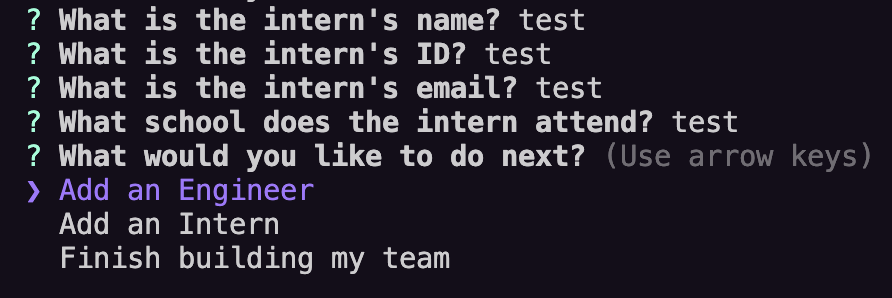 ? What is the intern's name? test
? What is the intern's ID? test
? What is the intern's email? test
? What school does the intern attend? test
? What would you like to do next? (Use arrow keys)
❯ Add an Engineer
Add an Intern
Finish building my team